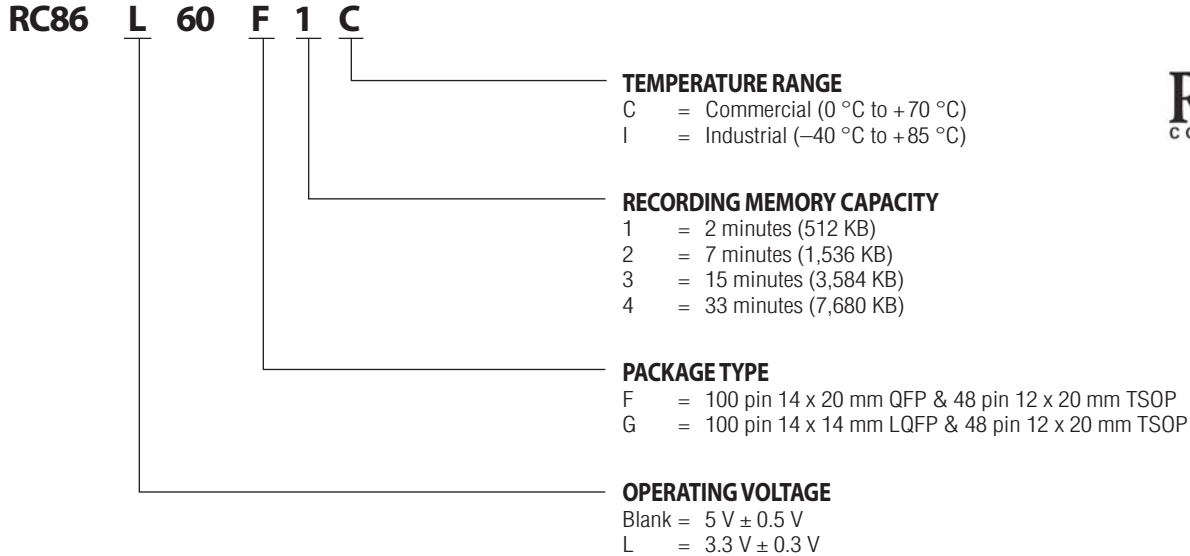 RC86 L 60 F 1 C
TEMPERATURE RANGE
C = Commercial (0 °C to +70 °C)
I = Industrial (–40 °C to +85 °C)
RECORDING MEMORY CAPACITY
1 = 2 minutes (512 KB)
2 = 7 minutes (1,536 KB)
3 = 15 minutes (3,584 KB)
4 = 33 minutes (7,680 KB)
PACKAGE TYPE
F = 100 pin 14 x 20 mm QFP & 48 pin 12 x 20 mm TSOP
G = 100 pin 14 x 14 mm LQFP & 48 pin 12 x 20 mm TSOP
OPERATING VOLTAGE
Blank = 5 V ± 0.5 V
L = 3.3 V ± 0.3 V